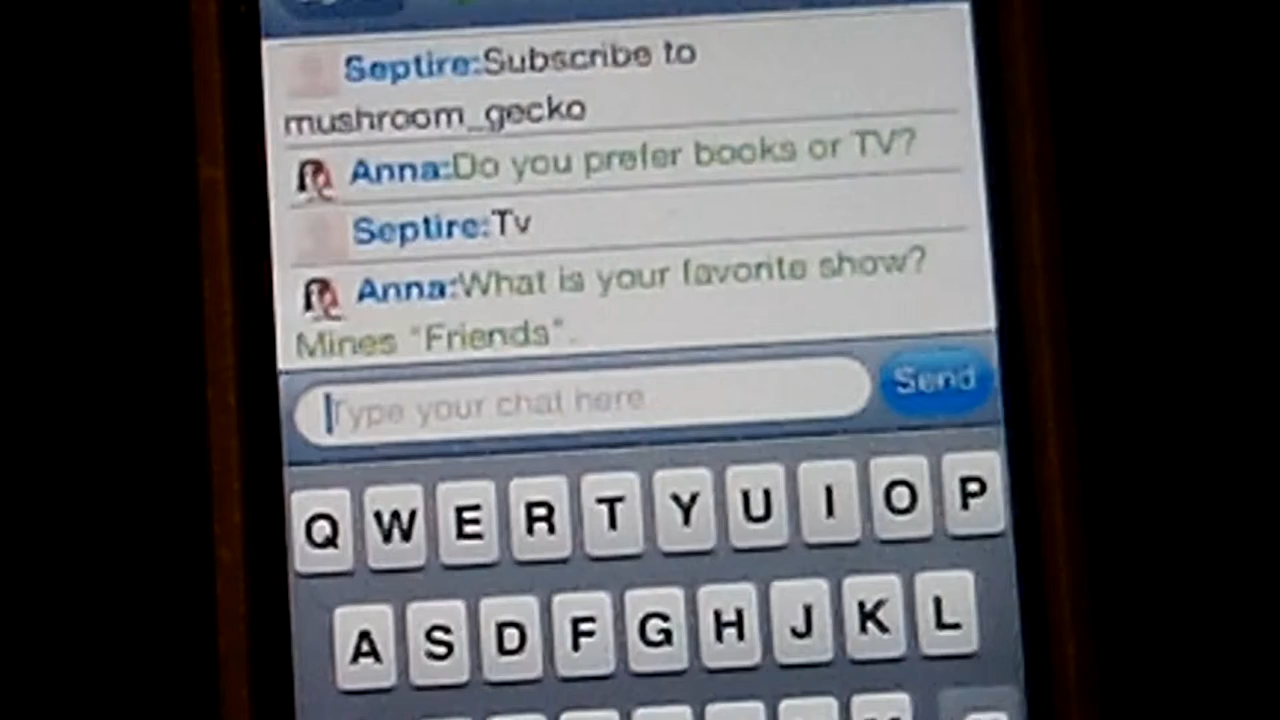 Septire:Subscribe to
mushroom_gecko
Anna:Do you prefer books or TV?
Septire:Tv
Anna:What is your favorite show?
Mines "Friends".
Type your chat here
Send
Q W E R T Y U I O P
A S D F G H J K L